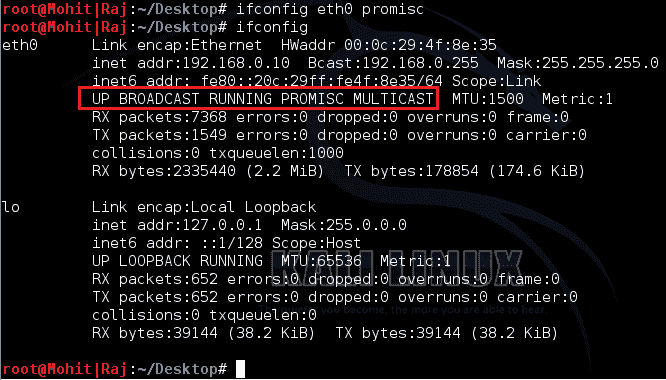 root@Mohit|Raj:~/Desktop# ifconfig eth0 promisc
root@Mohit|Raj:~/Desktop# ifconfig
eth0      Link encap:Ethernet  HWaddr 00:0c:29:4f:8e:35
          inet addr:192.168.0.10  Bcast:192.168.0.255  Mask:255.255.255.0
          inet6 addr: fe80::20c:29ff:fe4f:8e35/64 Scope:Link
          UP BROADCAST RUNNING PROMISC MULTICAST  MTU:1500  Metric:1
          RX packets:7368 errors:0 dropped:0 overruns:0 frame:0
          TX packets:1549 errors:0 dropped:0 overruns:0 carrier:0
          collisions:0 txqueuelen:1000
          RX bytes:2335440 (2.2 MiB)  TX bytes:178854 (174.6 KiB)
lo        Link encap:Local Loopback
          inet addr:127.0.0.1  Mask:255.0.0.0
          inet6 addr: ::1/128 Scope:Host
          UP LOOPBACK RUNNING  MTU:65536  Metric:1
          RX packets:652 errors:0 dropped:0 overruns:0 frame:0
          TX packets:652 errors:0 dropped:0 overruns:0 carrier:0
          collisions:0 txqueuelen:0
          RX bytes:39144 (38.2 KiB)  TX bytes:39144 (38.2 KiB)
KALI LINUX
you become, the more you are able to hear
root@Mohit|Raj:~/Desktop#